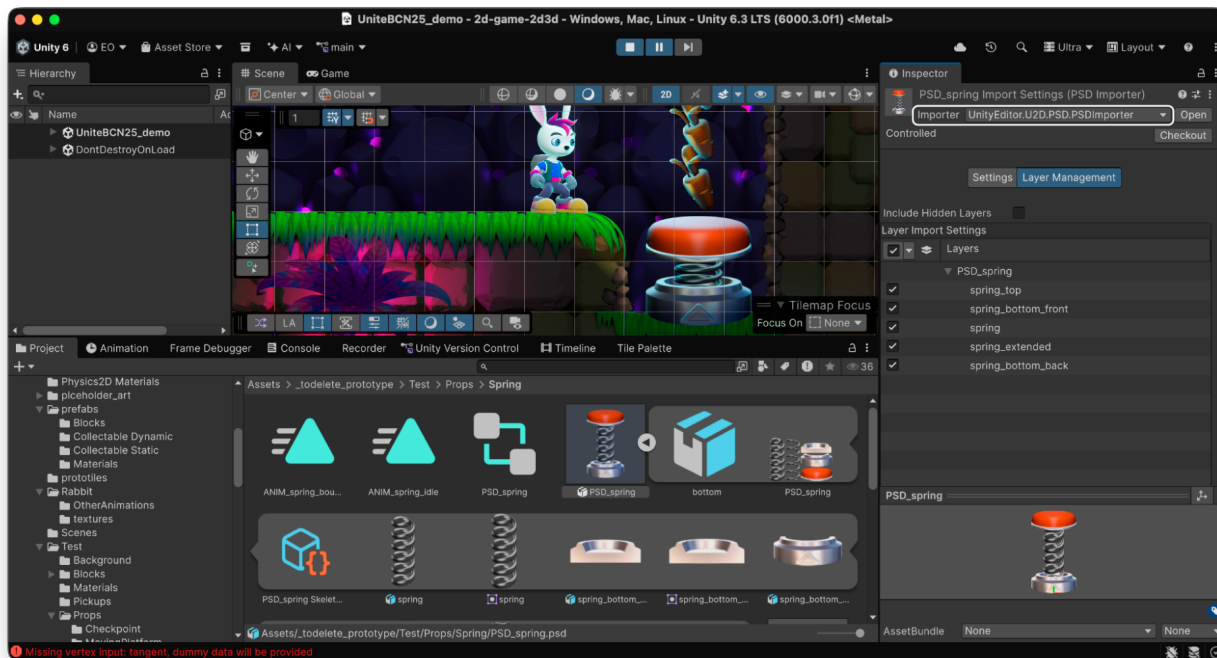 UniteBCN25_demo - 2d-game-2d3d - Windows, Mac, Linux - Unity 6.3 LTS (6000.3.0f1) <Metal>
Unity 6
EO
Asset Store
AI
main
Ultra
Layout
Hierarchy
Name
UniteBCN25_demo
DontDestroyOnLoad
Scene
Game
Center
Global
2D
1
Tilemap Focus
LA
Focus On
None
Inspector
PSD_spring Import Settings (PSD Importer)
Importer
UnityEditor.U2D.PSD.PSDImporter
Open
Controlled
Checkout
Settings
Layer Management
Include Hidden Layers
Layer Import Settings
Layers
PSD_spring
spring_top
spring_bottom_front
spring
spring_extended
spring_bottom_back
Project
Animation
Frame Debugger
Console
Recorder
Unity Version Control
Timeline
Tile Palette
36
Physics2D Materials
plceholder_art
prefabs
Blocks
Collectable Dynamic
Collectable Static
Materials
prototiles
Rabbit
OtherAnimations
textures
Scenes
Test
Background
Blocks
Materials
Pickups
Props
Checkpoint
Assets > _todelete_prototype > Test > Props > Spring
ANIM_spring_bou...
ANIM_spring_idle
PSD_spring
PSD_spring
bottom
PSD_spring
PSD_spring Skelet...
spring
spring
spring_bottom_...
spring_bottom_...
spring_bottom_...
Assets/_todelete_prototype/Test/Props/Spring/PSD_spring.psd
PSD_spring
AssetBundle
None
None
Missing vertex input: tangent, dummy data will be provided